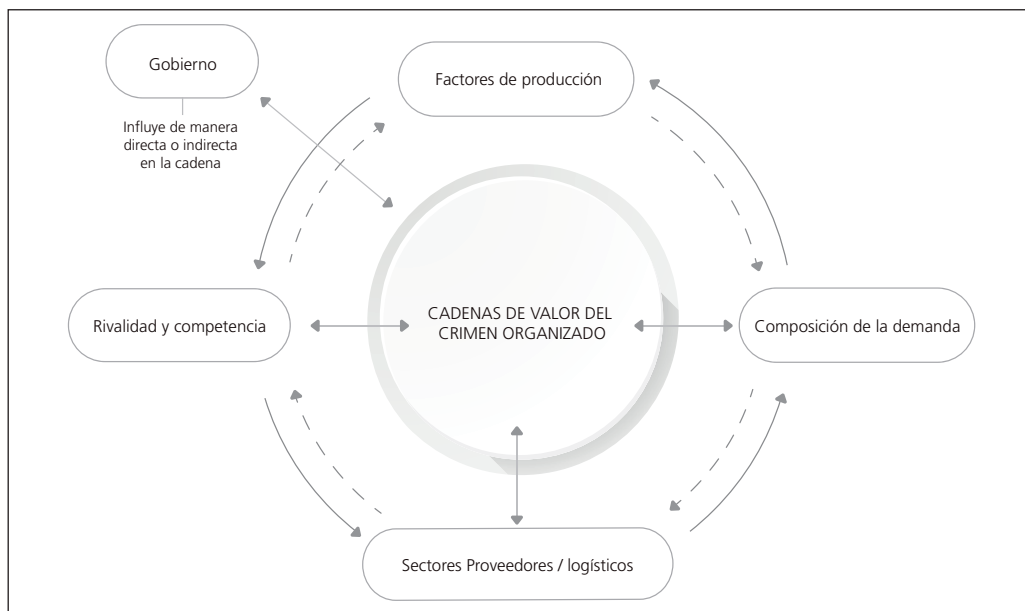 Gobierno
Factores de producción
Influye de manera
directa o indirecta
en la cadena
Rivalidad y competencia
CADENAS DE VALOR DEL
CRIMEN ORGANIZADO
Composición de la demanda
Sectores Proveedores / logísticos